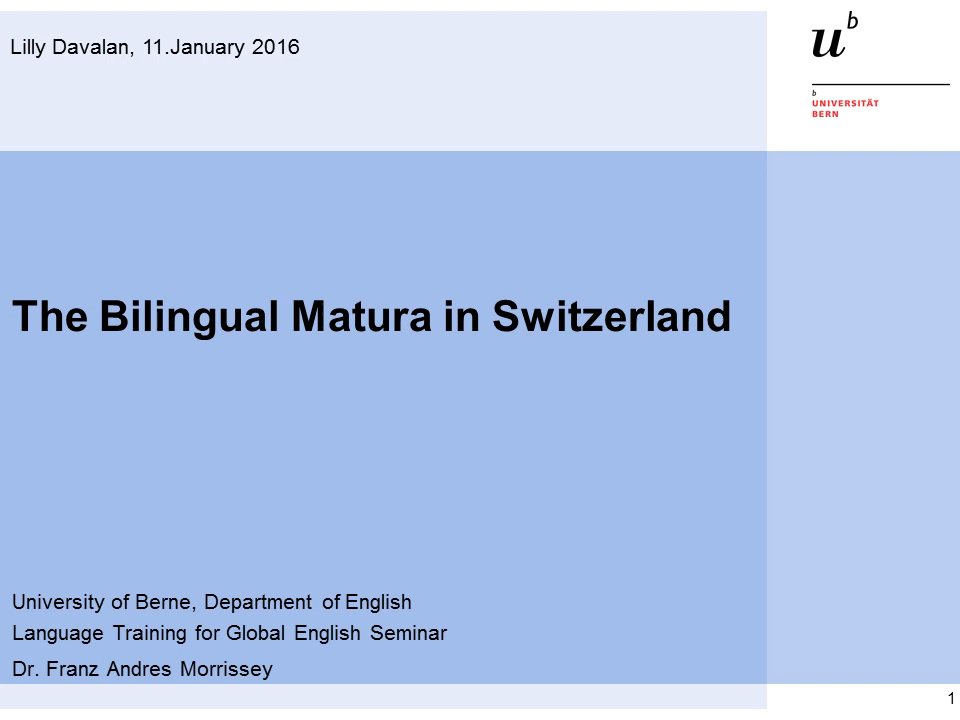 Lilly Davalan, 11.January 2016
u
b
b
UNIVERSITÄT
BERN
The Bilingual Matura in Switzerland
University of Berne, Department of English
Language Training for Global English Seminar
Dr. Franz Andres Morrissey
1